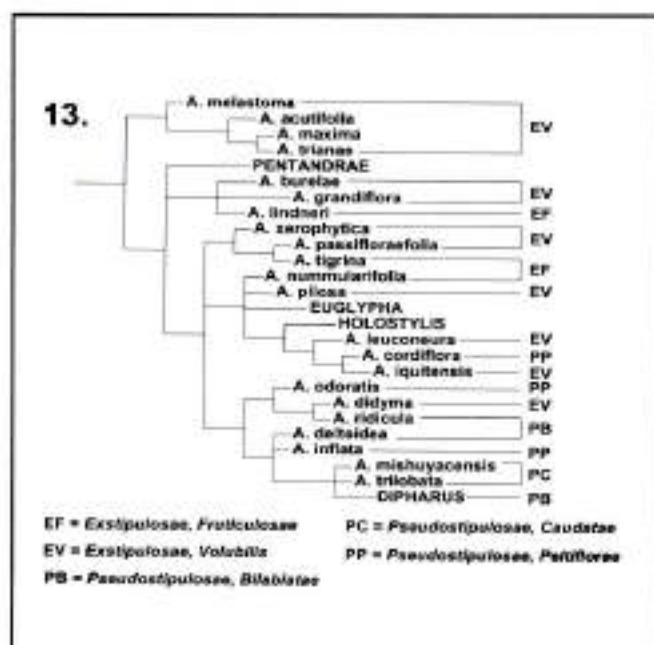 13.
A. melastoma
A. acutifolia
EV
A. maxima
A. trianae
PENTANDRAE
A. burelae
EV
A. grandiflora
A. lindneri EF
A. xerophytica
EV
A. passifloraefolia
A. tigrina
EF
A. nummularifolia
A. pilosa EV
EUGLYPHA
HOLOSTYLIS
A. leuconeura EV
A. cordiflora PP
A. iquitensis EV
A. odoratis PP
A. didyma EV
A. ridicula
PB
A. deltoidea
A. inflata PP
A. mishuyacensis
PC
A. trilobata
DIPHARUS PB
EF = Exstipulosae, Fruticulosae PC = Pseudostipulosae, Caudatae
EV = Exstipulosae, Volubilis PP = Pseudostipulosae, Peltiflorae
PB = Pseudostipulosae, Bilabiatae